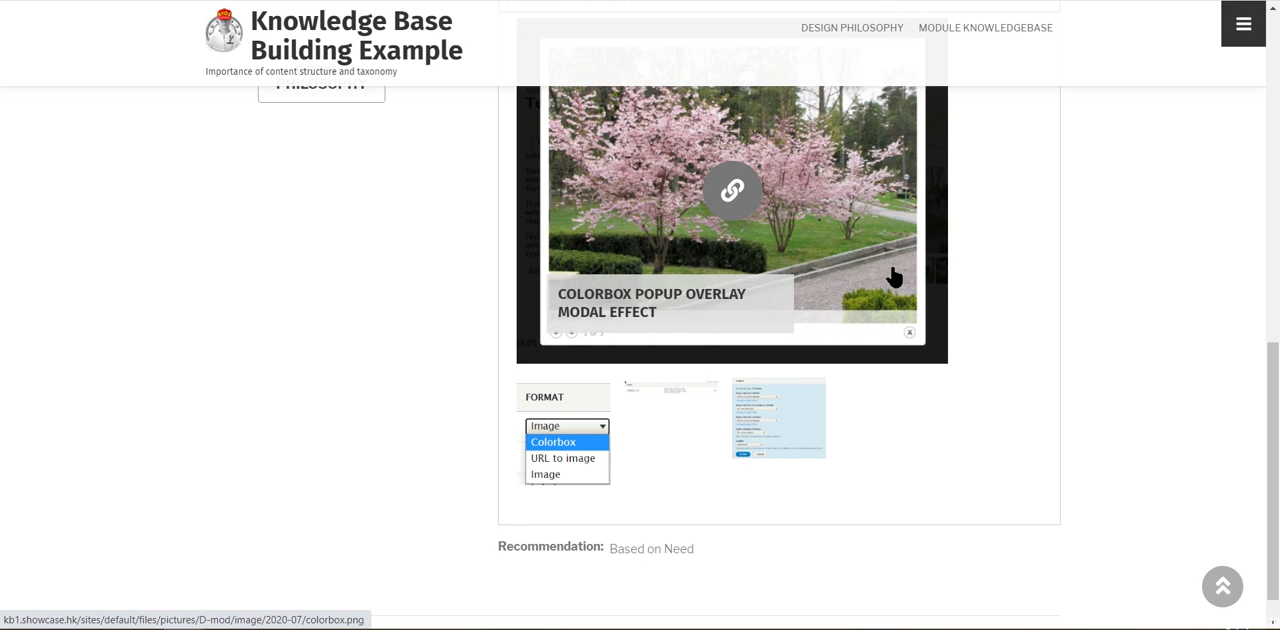 Knowledge Base
Building Example
Importance of content structure and taxonomy
DESIGN PHILOSOPHY
MODULE KNOWLEDGEBASE
PHILOSOPHY
COLORBOX POPUP OVERLAY
MODAL EFFECT
FORMAT
Image
Colorbox
URL to image
Image
Recommendation: Based on Need
kb1.showcase.hk/sites/default/files/pictures/D-mod/image/2020-07/colorbox.png